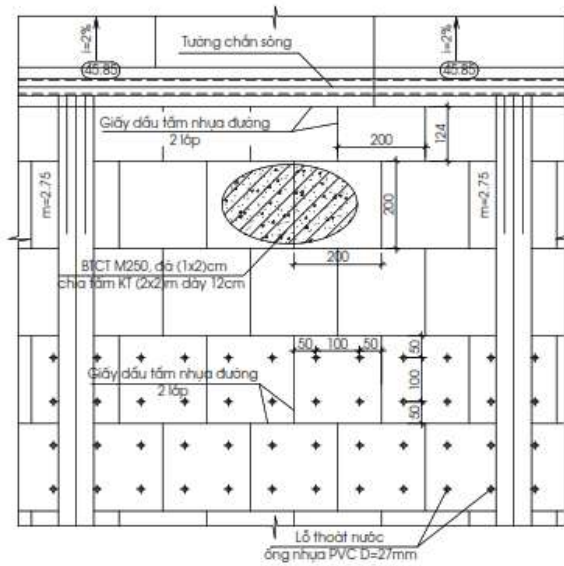 i=2%
i=2%
Tường chắn sóng
45.85
45.85
Giấy dầu tẩm nhựa đường
2 lớp
124
200
m=2.75
m=2.75
200
200
BTCT M250, đá (1x2)cm
chia tấm KT (2x2)m dày 12cm
50
100
50
50
Giấy dầu tẩm nhựa đường
2 lớp
100
50
Lỗ thoát nước
ống nhựa PVC D=27mm